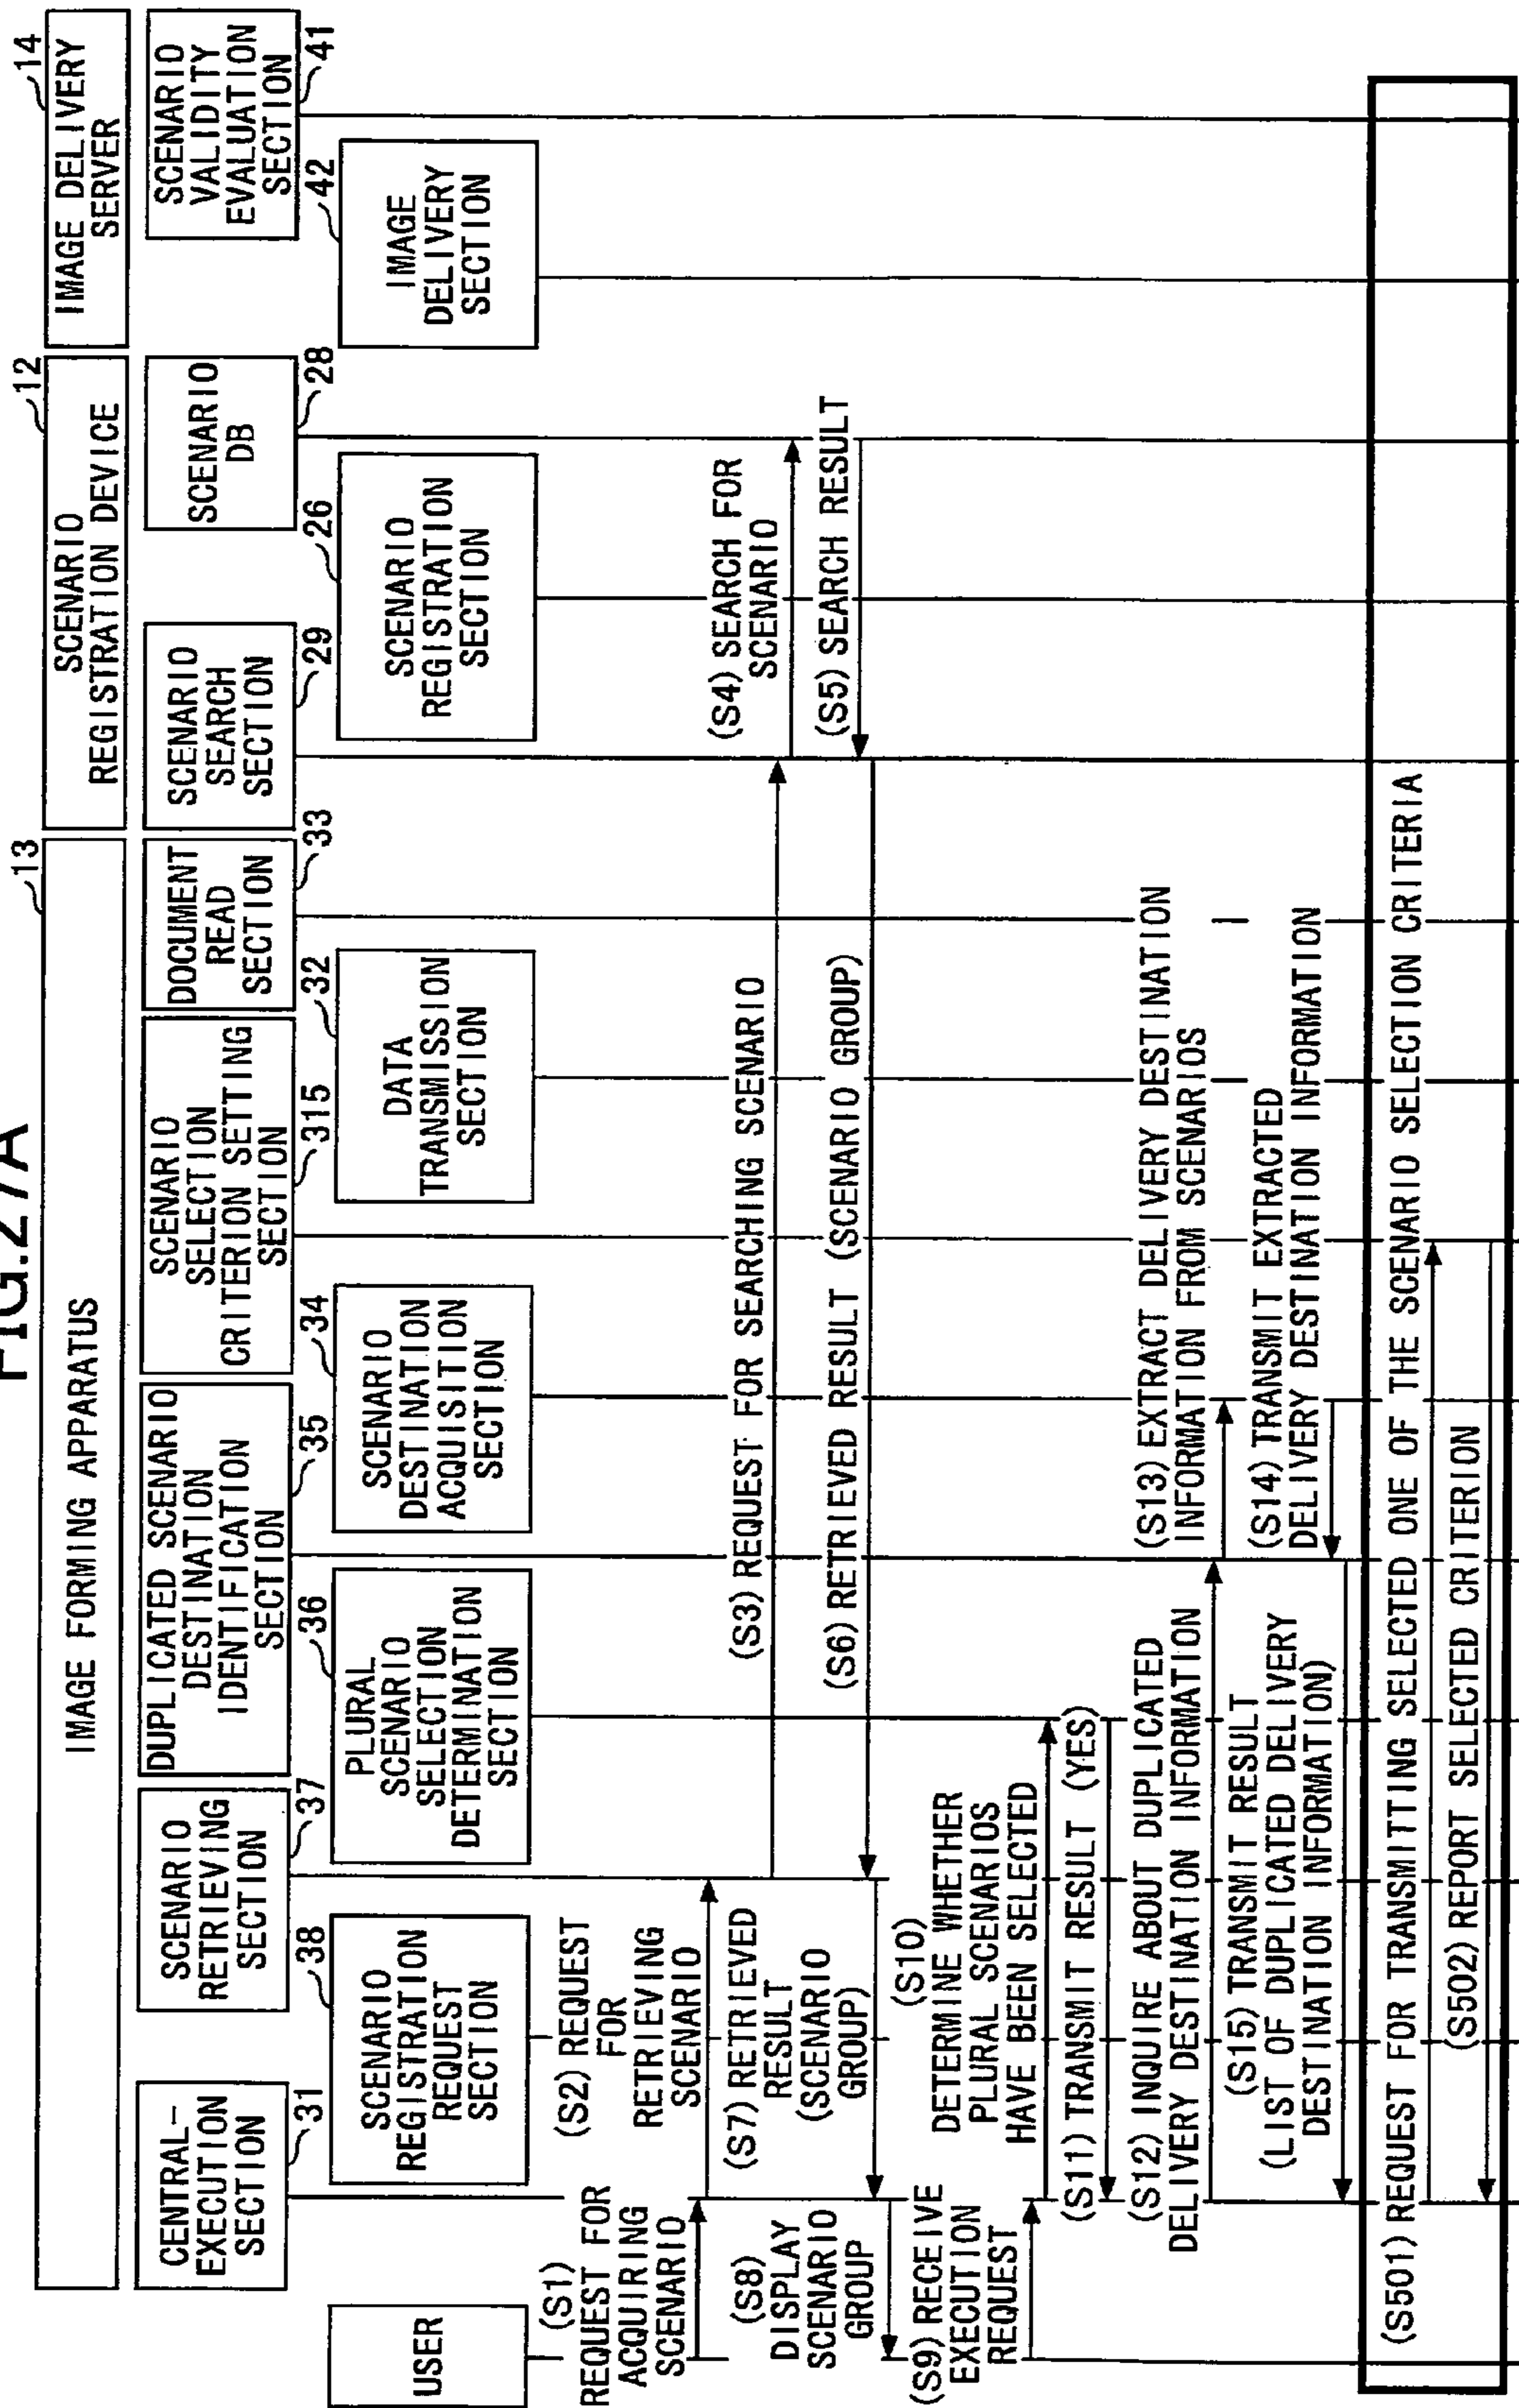 FIG.27A
13
IMAGE FORMING APPARATUS
12
SCENARIO
REGISTRATION DEVICE
14
IMAGE DELIVERY
SERVER
CENTRAL-
EXECUTION
SECTION
31
SCENARIO
RETRIEVING
SECTION
37
DUPLICATED SCENARIO
DESTINATION
IDENTIFICATION
SECTION
35
SCENARIO
SELECTION
CRITERION SETTING
SECTION
315
DOCUMENT
READ
SECTION
33
SCENARIO
SEARCH
SECTION
29
SCENARIO
DB
28
SCENARIO
VALIDITY
EVALUATION
SECTION
41
USER
38
SCENARIO
REGISTRATION
REQUEST
SECTION
36
PLURAL
SCENARIO
SELECTION
DETERMINATION
SECTION
34
SCENARIO
DESTINATION
ACQUISITION
SECTION
32
DATA
TRANSMISSION
SECTION
26
SCENARIO
REGISTRATION
SECTION
42
IMAGE
DELIVERY
SECTION
(S1)
REQUEST FOR
ACQUIRING
SCENARIO
(S2) REQUEST
FOR
RETRIEVING
SCENARIO
(S3) REQUEST FOR SEARCHING SCENARIO
(S4) SEARCH FOR
SCENARIO
(S5) SEARCH RESULT
(S6) RETRIEVED RESULT (SCENARIO GROUP)
(S7) RETRIEVED
RESULT
(SCENARIO
GROUP)
(S8)
DISPLAY
SCENARIO
GROUP
(S9) RECEIVE
EXECUTION
REQUEST
(S10)
DETERMINE WHETHER
PLURAL SCENARIOS
HAVE BEEN SELECTED
(S11) TRANSMIT RESULT (YES)
(S12) INQUIRE ABOUT DUPLICATED
DELIVERY DESTINATION INFORMATION
(S13) EXTRACT DELIVERY DESTINATION
INFORMATION FROM SCENARIOS
(S14) TRANSMIT EXTRACTED
DELIVERY DESTINATION INFORMATION
(S15) TRANSMIT RESULT
(LIST OF DUPLICATED DELIVERY
DESTINATION INFORMATION)
(S501) REQUEST FOR TRANSMITTING SELECTED ONE OF THE SCENARIO SELECTION CRITERIA
(S502) REPORT SELECTED CRITERION